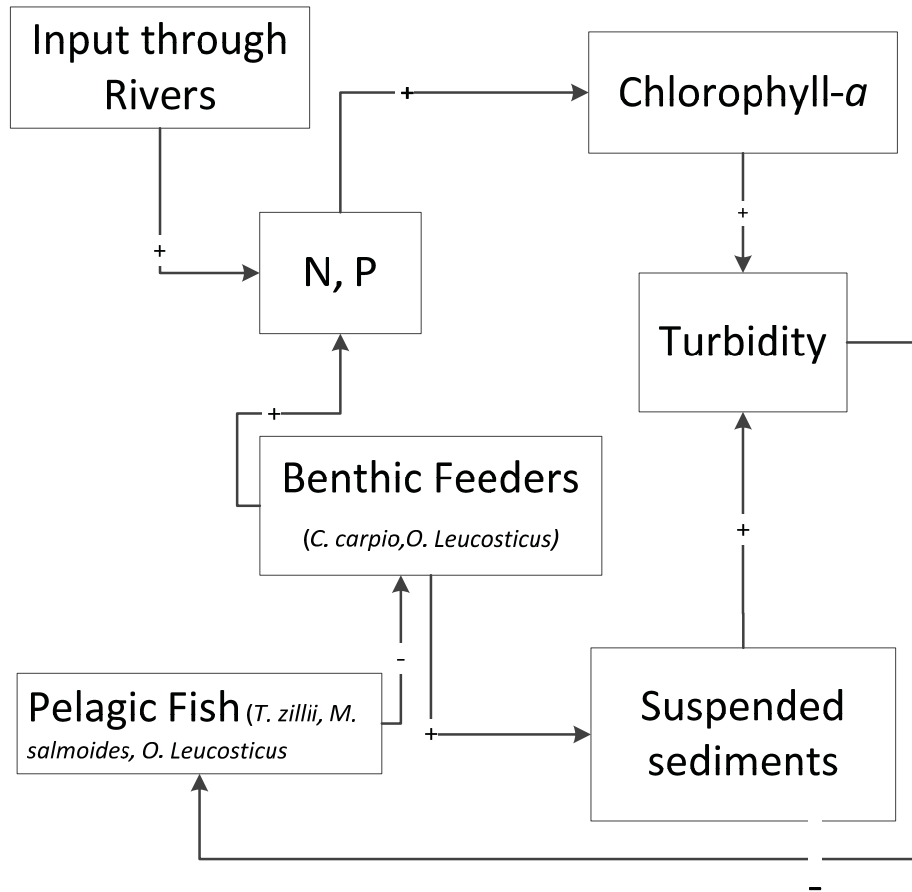 Input through
Rivers
+
Chlorophyll-a
+
+
N, P
Turbidity
+
Benthic Feeders
(C. carpio,O. Leucosticus)
+
-
Pelagic Fish (T. zillii, M.
salmoides, O. Leucosticus
+
Suspended
sediments
-